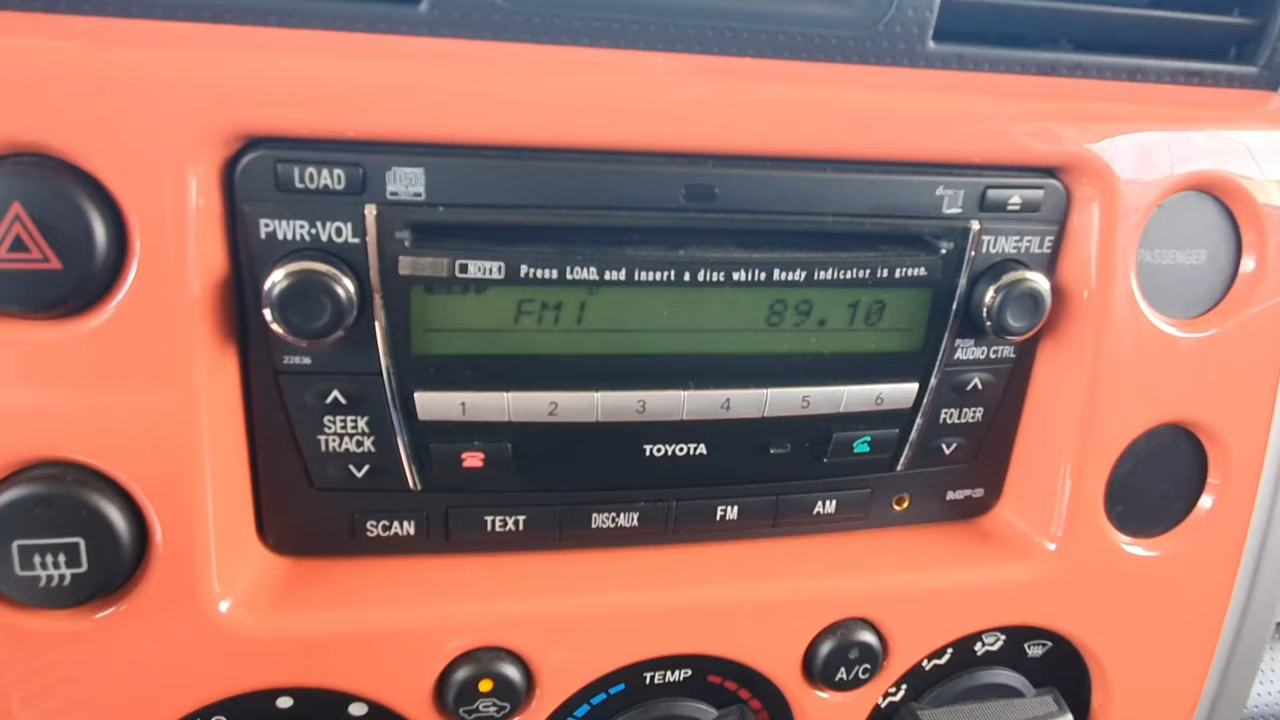 LOAD
PWR·VOL
TUNE·FILE
NOTE Press LOAD, and insert a disc while Ready indicator is green.
PASSENGER
FM1 89.10
22836
PUSH
AUDIO CTRL
1 2 3 4 5 6
SEEK
TRACK
FOLDER
TOYOTA
MP3
SCAN TEXT DISC·AUX FM AM
TEMP
A/C